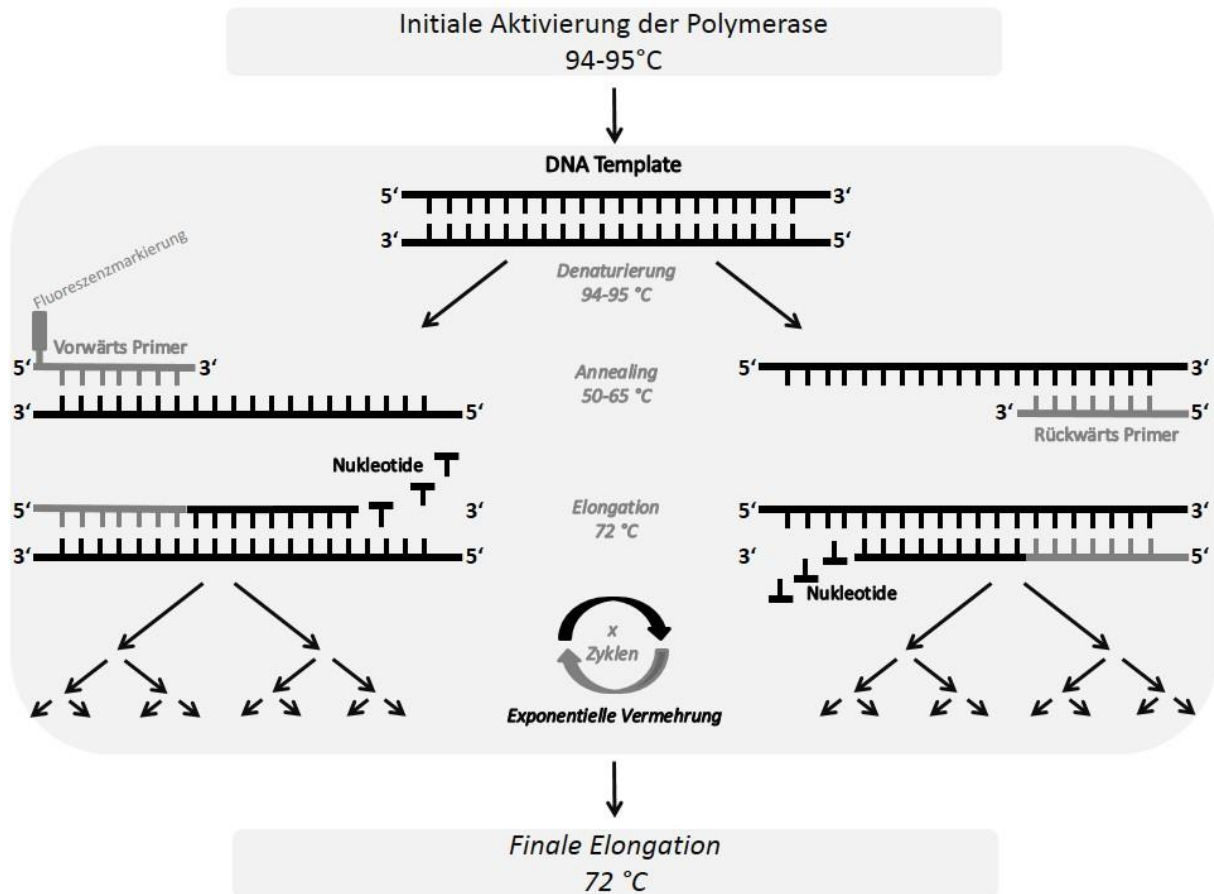 Initiale Aktivierung der Polymerase
94-95°C
DNA Template
5‘ 3‘
3‘ 5‘
Denaturierung
94-95 °C
Fluoreszenzmarkierung
Vorwärts Primer
5‘ 3‘
3‘ 5‘
Annealing
50-65 °C
5‘ 3‘
3‘ 5‘
Rückwärts Primer
Nukleotide
5‘ 3‘
3‘ 5‘
Elongation
72 °C
5‘ 3‘
3‘ 5‘
Nukleotide
x
Zyklen
Exponentielle Vermehrung
Finale Elongation
72 °C